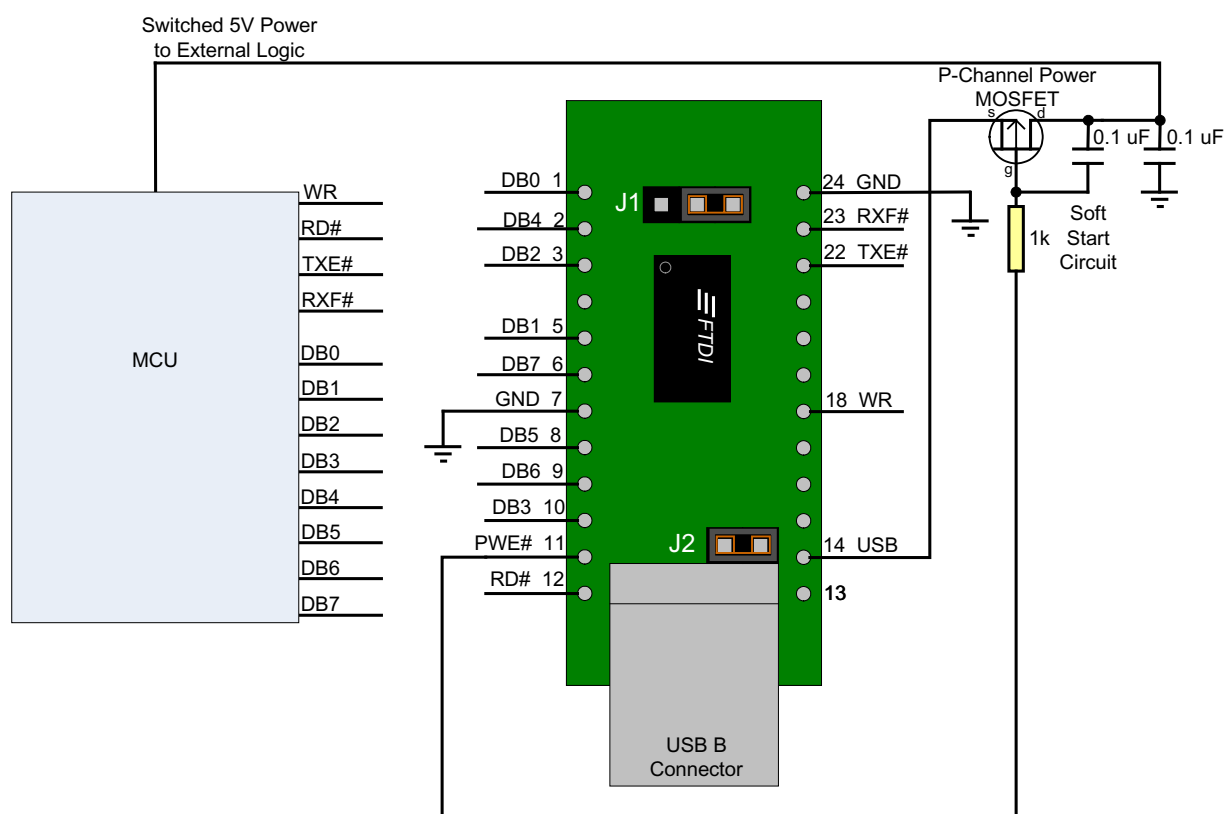 Switched 5V Power
to External Logic
P-Channel Power
MOSFET
s
d
g
0.1 uF
0.1 uF
Soft
Start
Circuit
1k
MCU
WR
RD#
TXE#
RXF#
DB0
DB1
DB2
DB3
DB4
DB5
DB6
DB7
DB0 1
DB4 2
DB2 3
DB1 5
DB7 6
GND 7
DB5 8
DB6 9
DB3 10
PWE# 11
RD# 12
J1
FTDI
J2
24 GND
23 RXF#
22 TXE#
18 WR
14 USB
13
USB B
Connector